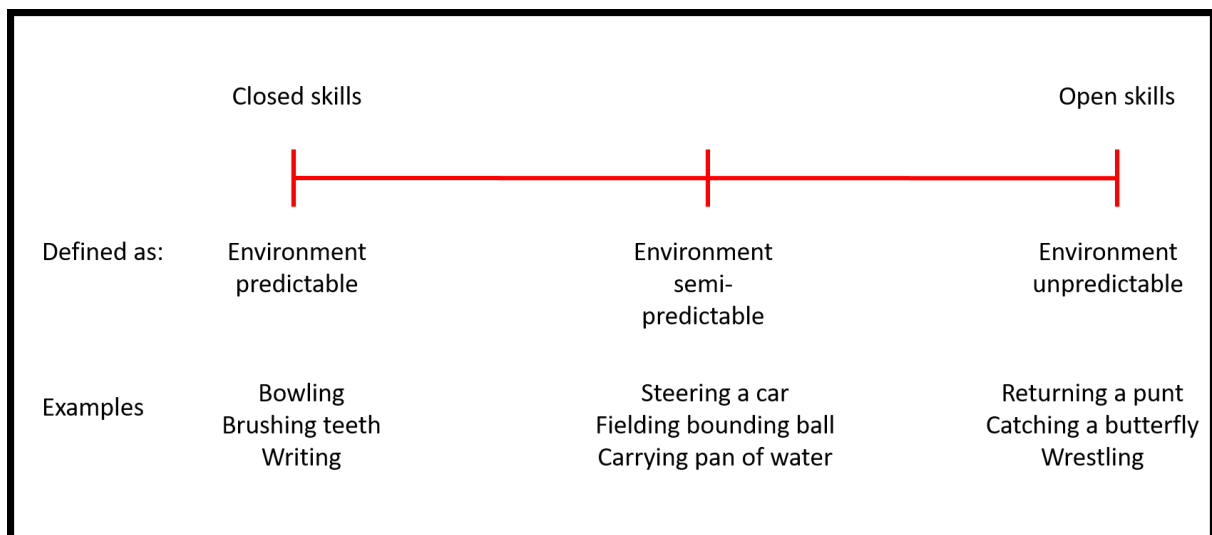 Closed skills Open skills
Defined as: Environment Environment Environment
predictable semi- unpredictable
predictable
Examples Bowling Steering a car Returning a punt
Brushing teeth Fielding bounding ball Catching a butterfly
Writing Carrying pan of water Wrestling